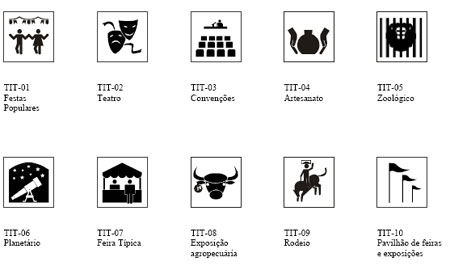 TIT-01
Festas
Populares
TIT-02
Teatro
TIT-03
Convenções
TIT-04
Artesanato
TIT-05
Zoológico
TIT-06
Planetário
TIT-07
Feira Típica
TIT-08
Exposição
agropecuária
TIT-09
Rodeio
TIT-10
Pavilhão de feiras
e exposições